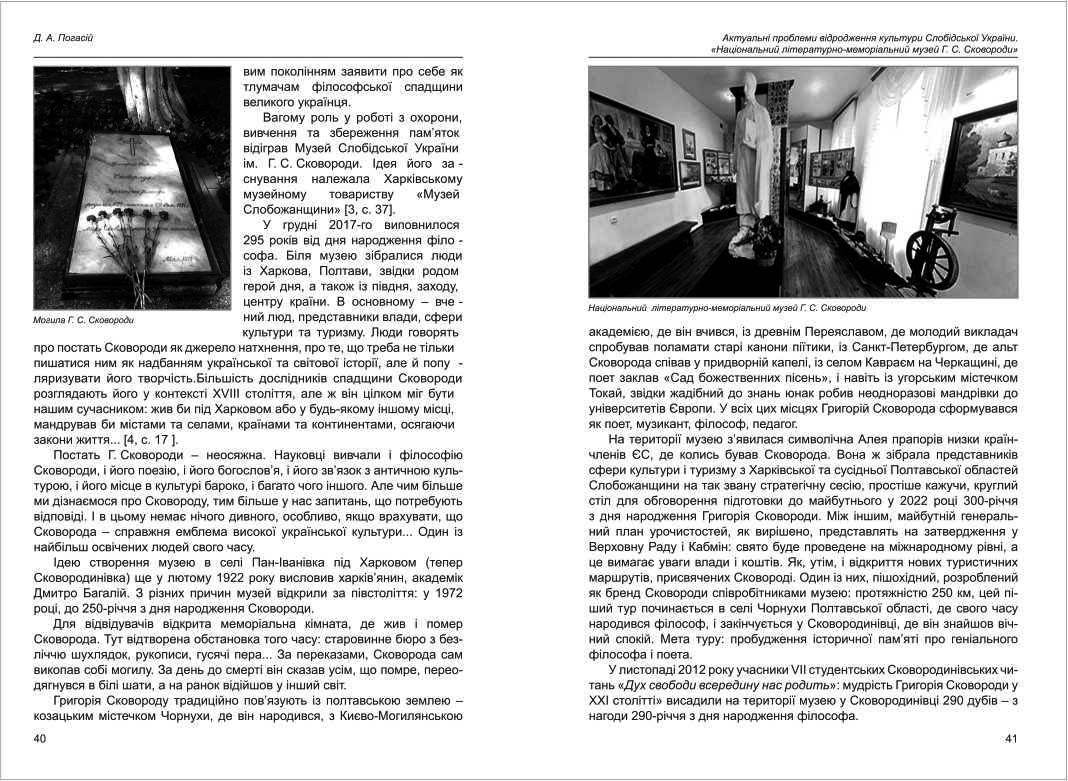 Д. А. Погасій
вим поколінням заявити про себе як
тлумачам філософської спадщини
великого українця.
Вагому роль у роботі з охорони,
вивчення та збереження пам’яток
відіграв Музей Слобідської України
ім. Г. С. Сковороди. Ідея його за -
снування належала Харківському
музейному товариству «Музей
Слобожанщини» [3, с. 37].
У грудні 2017-го виповнилося
295 років від дня народження філо -
софа. Біля музею зібралися люди
із Харкова, Полтави, звідки родом
герой дня, а також із півдня, заходу,
центру країни. В основному – вче -
ний люд, представники влади, сфери
культури та туризму. Люди говорять
Могила Г. С. Сковороди
про постать Сковороди як джерело натхнення, про те, що треба не тільки
пишатися ним як надбанням української та світової історії, але й попу -
ляризувати його творчість.Більшість дослідників спадщини Сковороди
розглядають його у контексті XVIII століття, але ж він цілком міг бути
нашим сучасником: жив би під Харковом або у будь-якому іншому місці,
мандрував би містами та селами, країнами та континентами, осягаючи
закони життя... [4, с. 17 ].
Постать Г. Сковороди – неосяжна. Науковці вивчали і філософію
Сковороди, і його поезію, і його богослов’я, і його зв’язок з античною куль-
турою, і його місце в культурі бароко, і багато чого іншого. Але чим більше
ми дізнаємося про Сковороду, тим більше у нас запитань, що потребують
відповіді. І в цьому немає нічого дивного, особливо, якщо врахувати, що
Сковорода – справжня емблема високої української культури... Один із
найбільш освічених людей свого часу.
Ідею створення музею в селі Пан-Іванівка під Харковом (тепер
Сковородинівка) ще у лютому 1922 року висловив харків’янин, академік
Дмитро Багалій. З різних причин музей відкрили за півстоліття: у 1972
році, до 250-річчя з дня народження Сковороди.
Для відвідувачів відкрита меморіальна кімната, де жив і помер
Сковорода. Тут відтворена обстановка того часу: старовинне бюро з без-
ліччю шухлядок, рукописи, гусячі пера... За переказами, Сковорода сам
викопав собі могилу. За день до смерті він сказав усім, що помре, перео-
дягнувся в білі шати, а на ранок відійшов у інший світ.
Григорія Сковороду традиційно пов’язують із полтавською землею –
козацьким містечком Чорнухи, де він народився, з Києво-Могилянською
40
Актуальні проблеми відродження культури Слобідської України.
«Національний літературно-меморіальний музей Г. С. Сковороди»
Національний літературно-меморіальний музей Г. С. Сковороди
академією, де він вчився, із древнім Переяславом, де молодий викладач
спробував поламати старі канони піїтики, із Санкт-Петербургом, де альт
Сковорода співав у придворній капелі, із селом Кавраєм на Черкащині, де
поет заклав «Сад божественних пісень», і навіть із угорським містечком
Токай, звідки жадібний до знань юнак робив неодноразові мандрівки до
університетів Європи. У всіх цих місцях Григорій Сковорода сформувався
як поет, музикант, філософ, педагог.
На території музею з’явилася символічна Алея прапорів низки країн-
членів ЄС, де колись бував Сковорода. Вона ж зібрала представників
сфери культури і туризму з Харківської та сусідньої Полтавської областей
Слобожанщини на так звану стратегічну сесію, простіше кажучи, круглий
стіл для обговорення підготовки до майбутнього у 2022 році 300-річчя
з дня народження Григорія Сковороди. Між іншим, майбутній генераль-
ний план урочистостей, як вирішено, представлять на затвердження у
Верховну Раду і Кабмін: свято буде проведене на міжнародному рівні, а
це вимагає уваги влади і коштів. Як, утім, і відкриття нових туристичних
маршрутів, присвячених Сковороді. Один із них, пішохідний, розроблений
як бренд Сковороди співробітниками музею: протяжністю 250 км, цей пі-
ший тур починається в селі Чорнухи Полтавської області, де свого часу
народився філософ, і закінчується у Сковородинівці, де він знайшов віч-
ний спокій. Мета туру: пробудження історичної пам’яті про геніального
філософа і поета.
У листопаді 2012 року учасники VII студентських Сковородинівських чи-
тань «Дух свободи всередину нас родить»: мудрість Григорія Сковороди у
XXI столітті» висадили на території музею у Сковородинівці 290 дубів – з
нагоди 290-річчя з дня народження філософа.
41